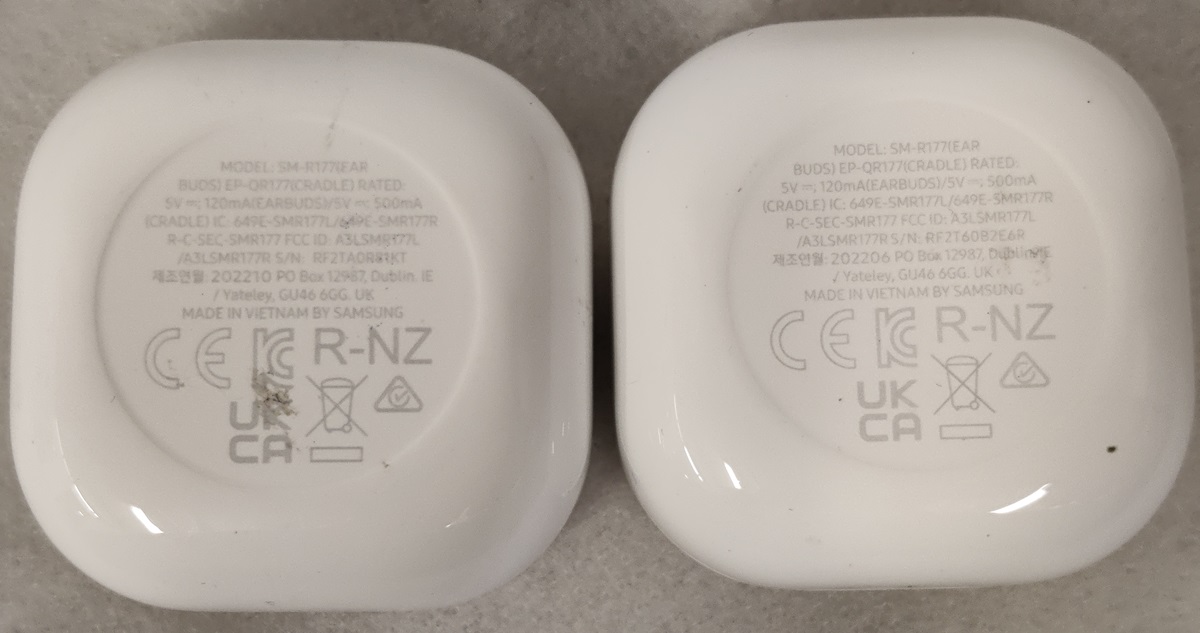 MODEL: SM-R177(EAR
BUDS) EP-QR177(CRADLE) RATED:
5V ⎓; 120mA(EARBUDS)/5V ⎓; 500mA
(CRADLE) IC: 649E-SMR177L/649E-SMR177R
R-C-SEC-SMR177 FCC ID: A3LSMR177L
/A3LSMR177R S/N:
제조연월: 202210 PO Box 12987, Dublin. IE
/ Yateley, GU46 6GG. UK
MADE IN VIETNAM BY SAMSUNG
CE KC R-NZ
UK
CA
MODEL: SM-R177(EAR
BUDS) EP-QR177(CRADLE) RATED:
5V ⎓; 120mA(EARBUDS)/5V ⎓; 500mA
(CRADLE) IC: 649E-SMR177L/649E-SMR177R
R-C-SEC-SMR177 FCC ID: A3LSMR177L
/A3LSMR177R S/N: RF2T60B2E6R
제조연월: 202206 PO Box 12987, Dublin. IE
/ Yateley, GU46 6GG. UK
MADE IN VIETNAM BY SAMSUNG
CE KC R-NZ
UK
CA